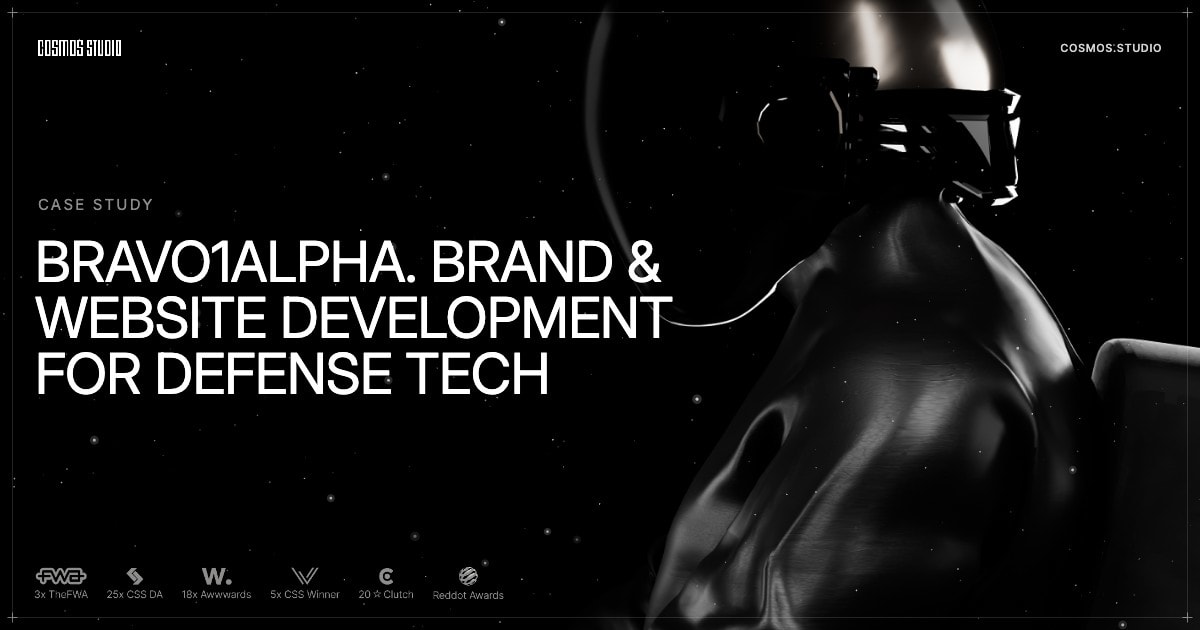 COSMOS STUDIO
COSMOS.STUDIO
CASE STUDY
BRAVO1ALPHA. BRAND &
WEBSITE DEVELOPMENT
FOR DEFENSE TECH
FWA
W.
3x TheFWA
25x CSS DA
18x Awwwards
5x CSS Winner
20 ☆ Clutch
Reddot Awards